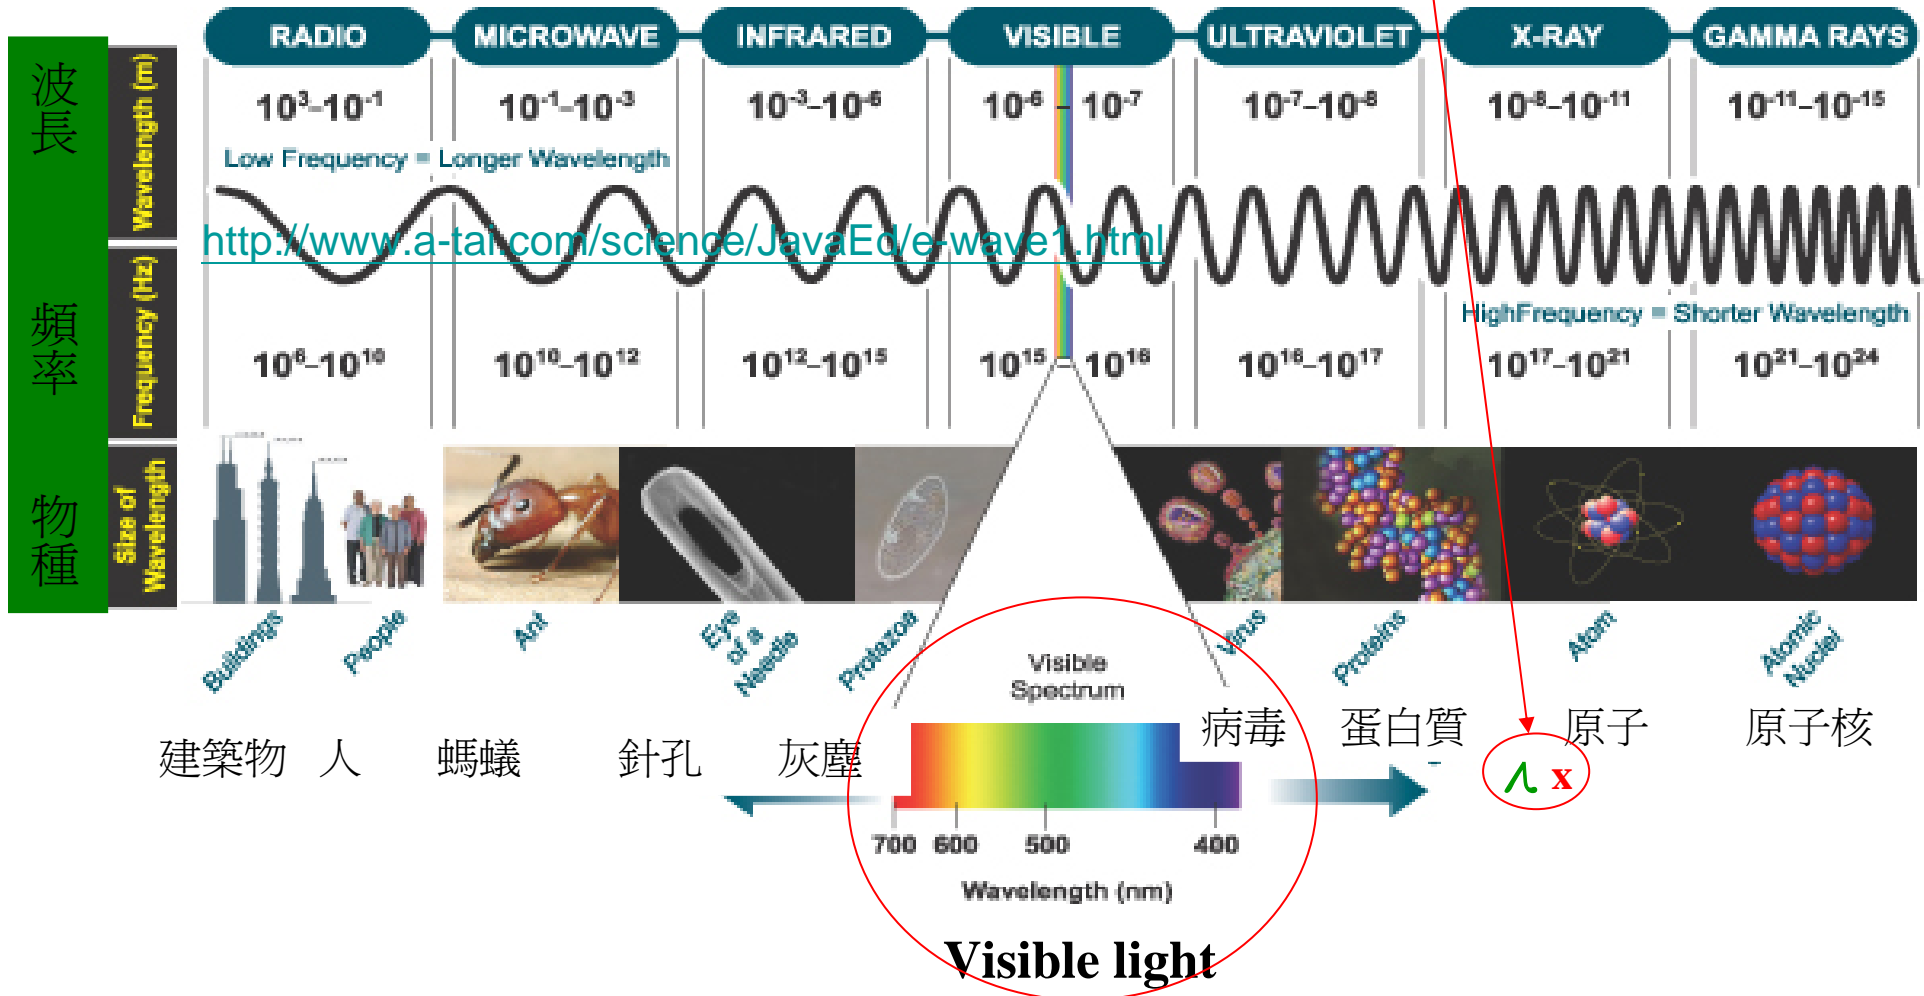 RADIO MICROWAVE INFRARED VISIBLE ULTRAVIOLET X-RAY GAMMA RAYS
波長
Wavelength (m)
10³–10⁻¹ 10⁻¹–10⁻³ 10⁻³–10⁻⁶ 10⁻⁶ – 10⁻⁷ 10⁻⁷–10⁻⁸ 10⁻⁸–10⁻¹¹ 10⁻¹¹–10⁻¹⁵
Low Frequency = Longer Wavelength
http://www.a-tal.com/science/JavaEd/e-wave1.html
HighFrequency = Shorter Wavelength
頻率
Frequency (Hz)
10⁶–10¹⁰ 10¹⁰–10¹² 10¹²–10¹⁵ 10¹⁵ – 10¹⁶ 10¹⁶–10¹⁷ 10¹⁷–10²¹ 10²¹–10²⁴
物種
Size of
Wavelength
Buildings
People
Ant
Eye
of a
Needle
Protazoa
Virus
Proteins
Atom
Atomic
Nuclei
建築物 人 螞蟻 針孔 灰塵 病毒 蛋白質 原子 原子核
Visible
Spectrum
λ x
700 600 500 400
Wavelength (nm)
Visible light